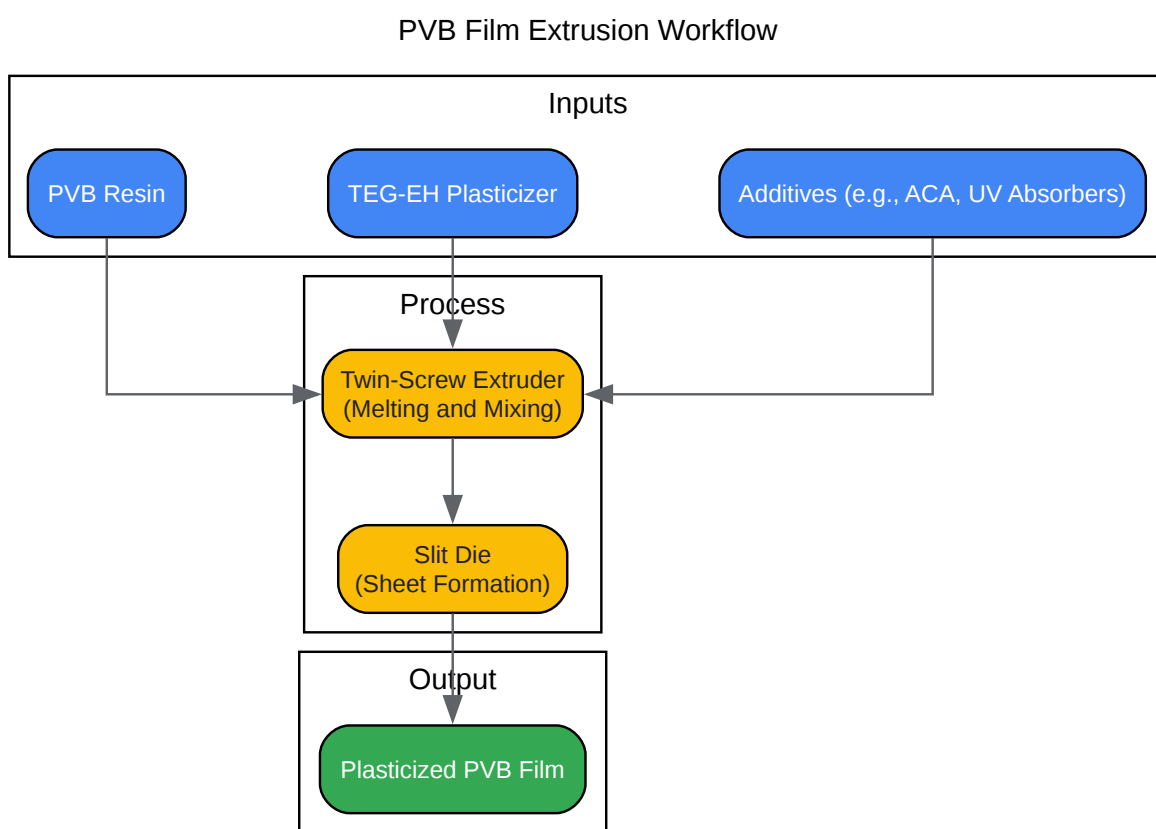 PVB Film Extrusion Workflow
Inputs
PVB Resin
TEG-EH Plasticizer
Additives (e.g., ACA, UV Absorbers)
Process
Twin-Screw Extruder
(Melting and Mixing)
Slit Die
(Sheet Formation)
Output
Plasticized PVB Film